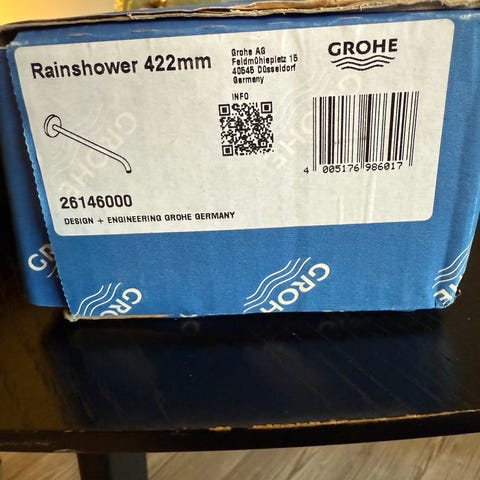 Rainshower 422mm
Grohe AG
Feldmühleplatz 15
40545 Düsseldorf
Germany
INFO
GROHE
4 005176 986017
26146000
DESIGN + ENGINEERING GROHE GERMANY
GROHE
GROHE